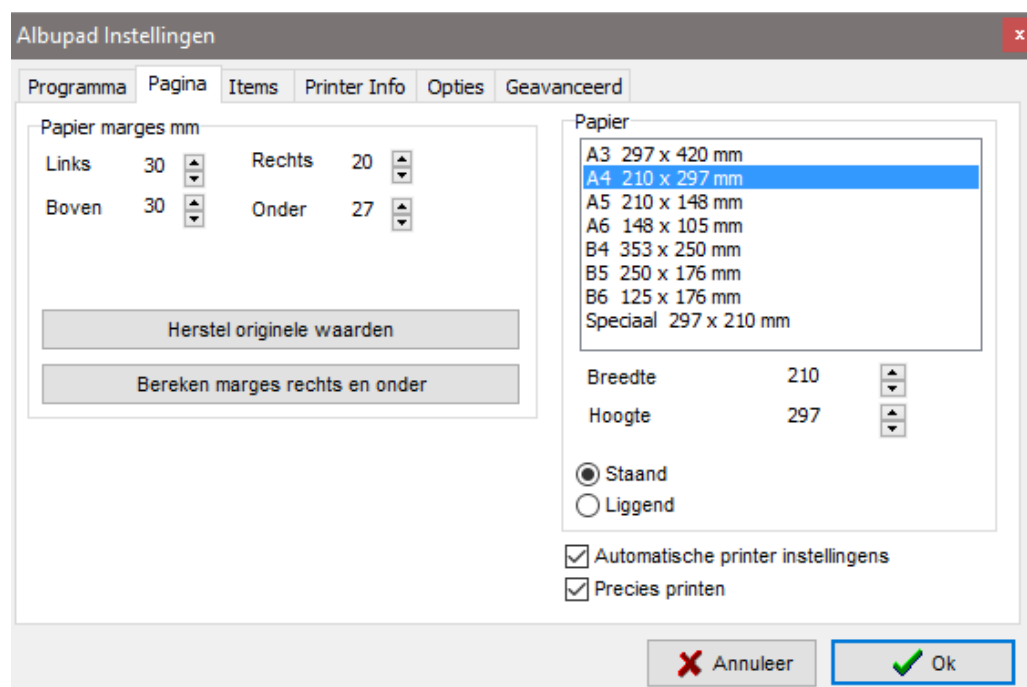 Albupad Instellingen
x
Programma Pagina Items Printer Info Opties Geavanceerd
Papier marges mm
Links 30 Rechts 20
Boven 30 Onder 27
Herstel originele waarden
Bereken marges rechts en onder
Papier
A3 297 x 420 mm
A4 210 x 297 mm
A5 210 x 148 mm
A6 148 x 105 mm
B4 353 x 250 mm
B5 250 x 176 mm
B6 125 x 176 mm
Speciaal 297 x 210 mm
Breedte 210
Hoogte 297
Staand
Liggend
Automatische printer instellingens
Precies printen
Annuleer Ok